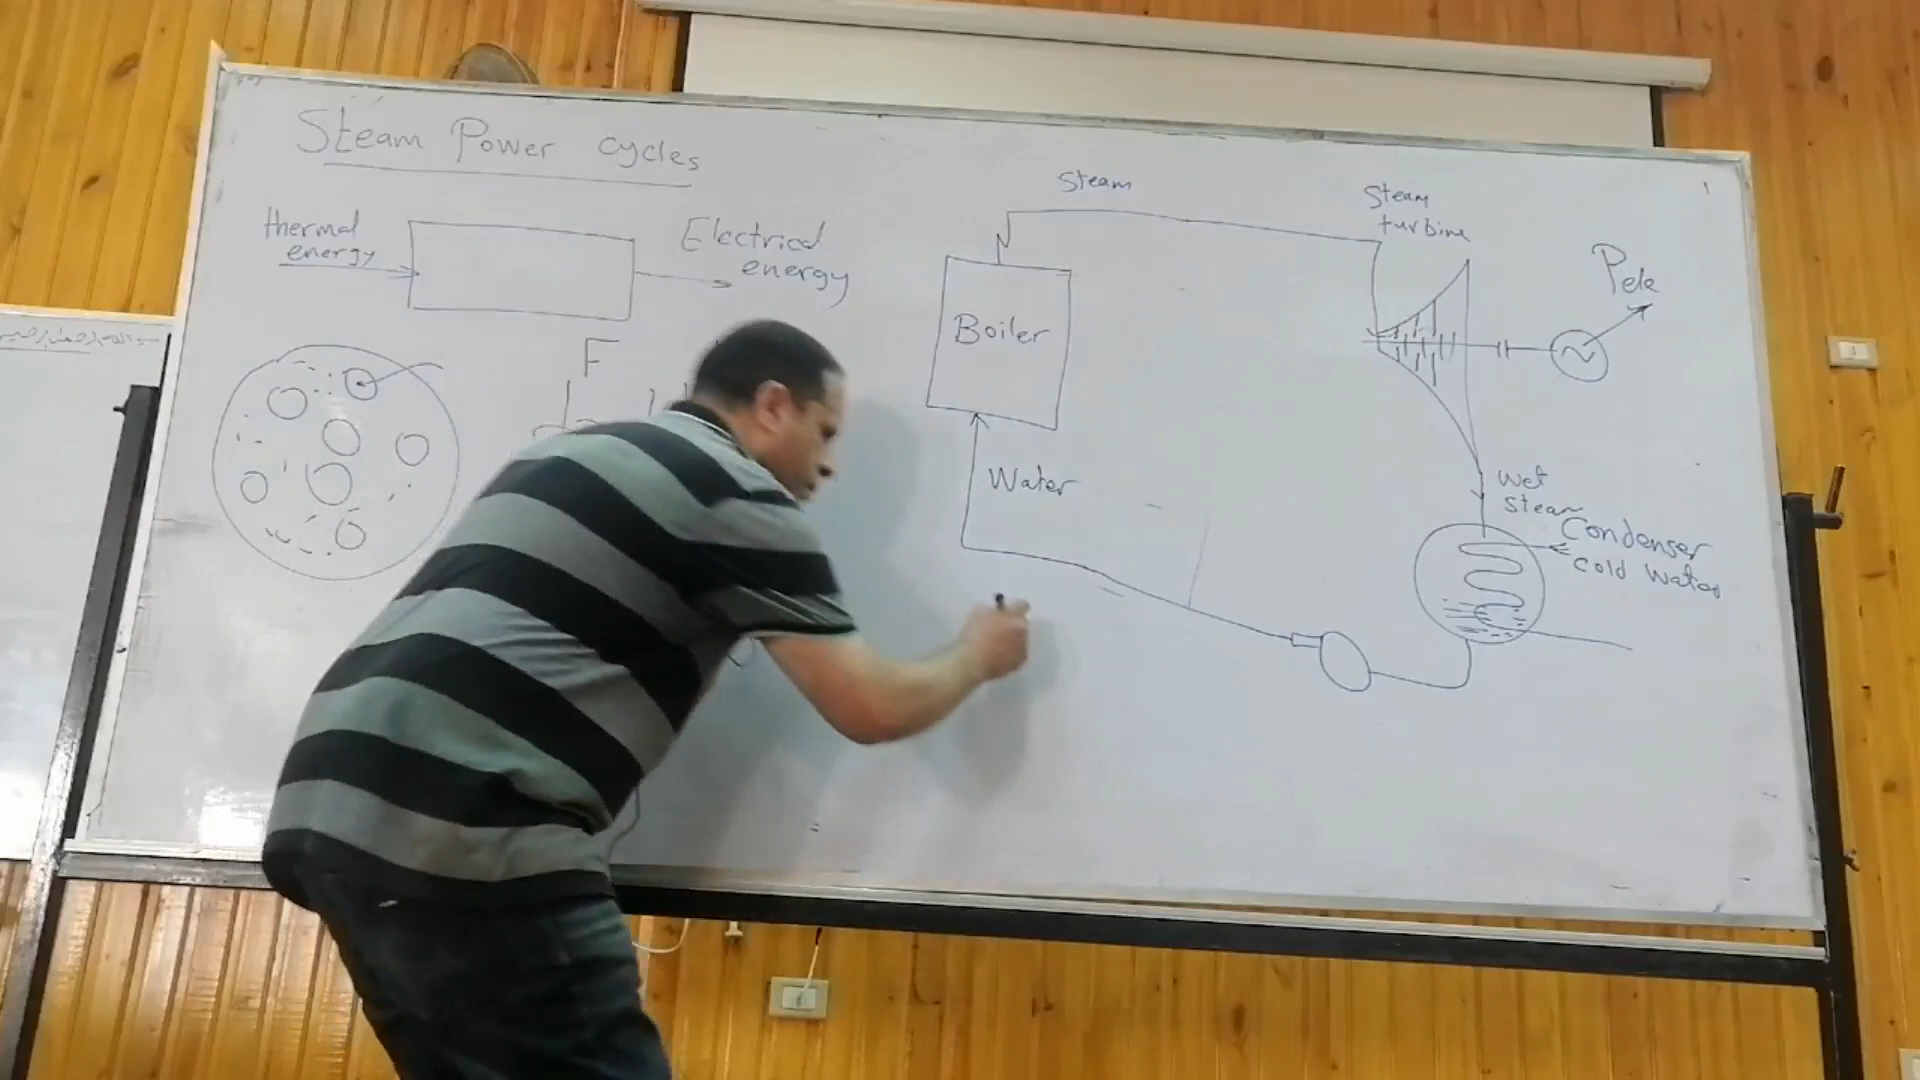 Steam Power cycles
thermal
energy
Electrical
energy
F
Steam
Boiler
Water
Steam
turbine
Pele
wet
steam
Condenser
cold water